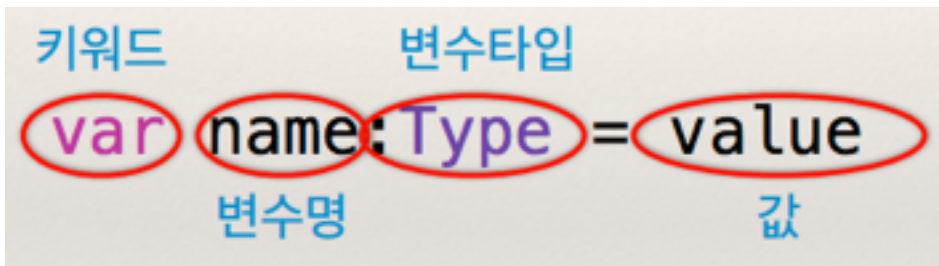 키워드 변수타입
var name:Type = value
변수명 값